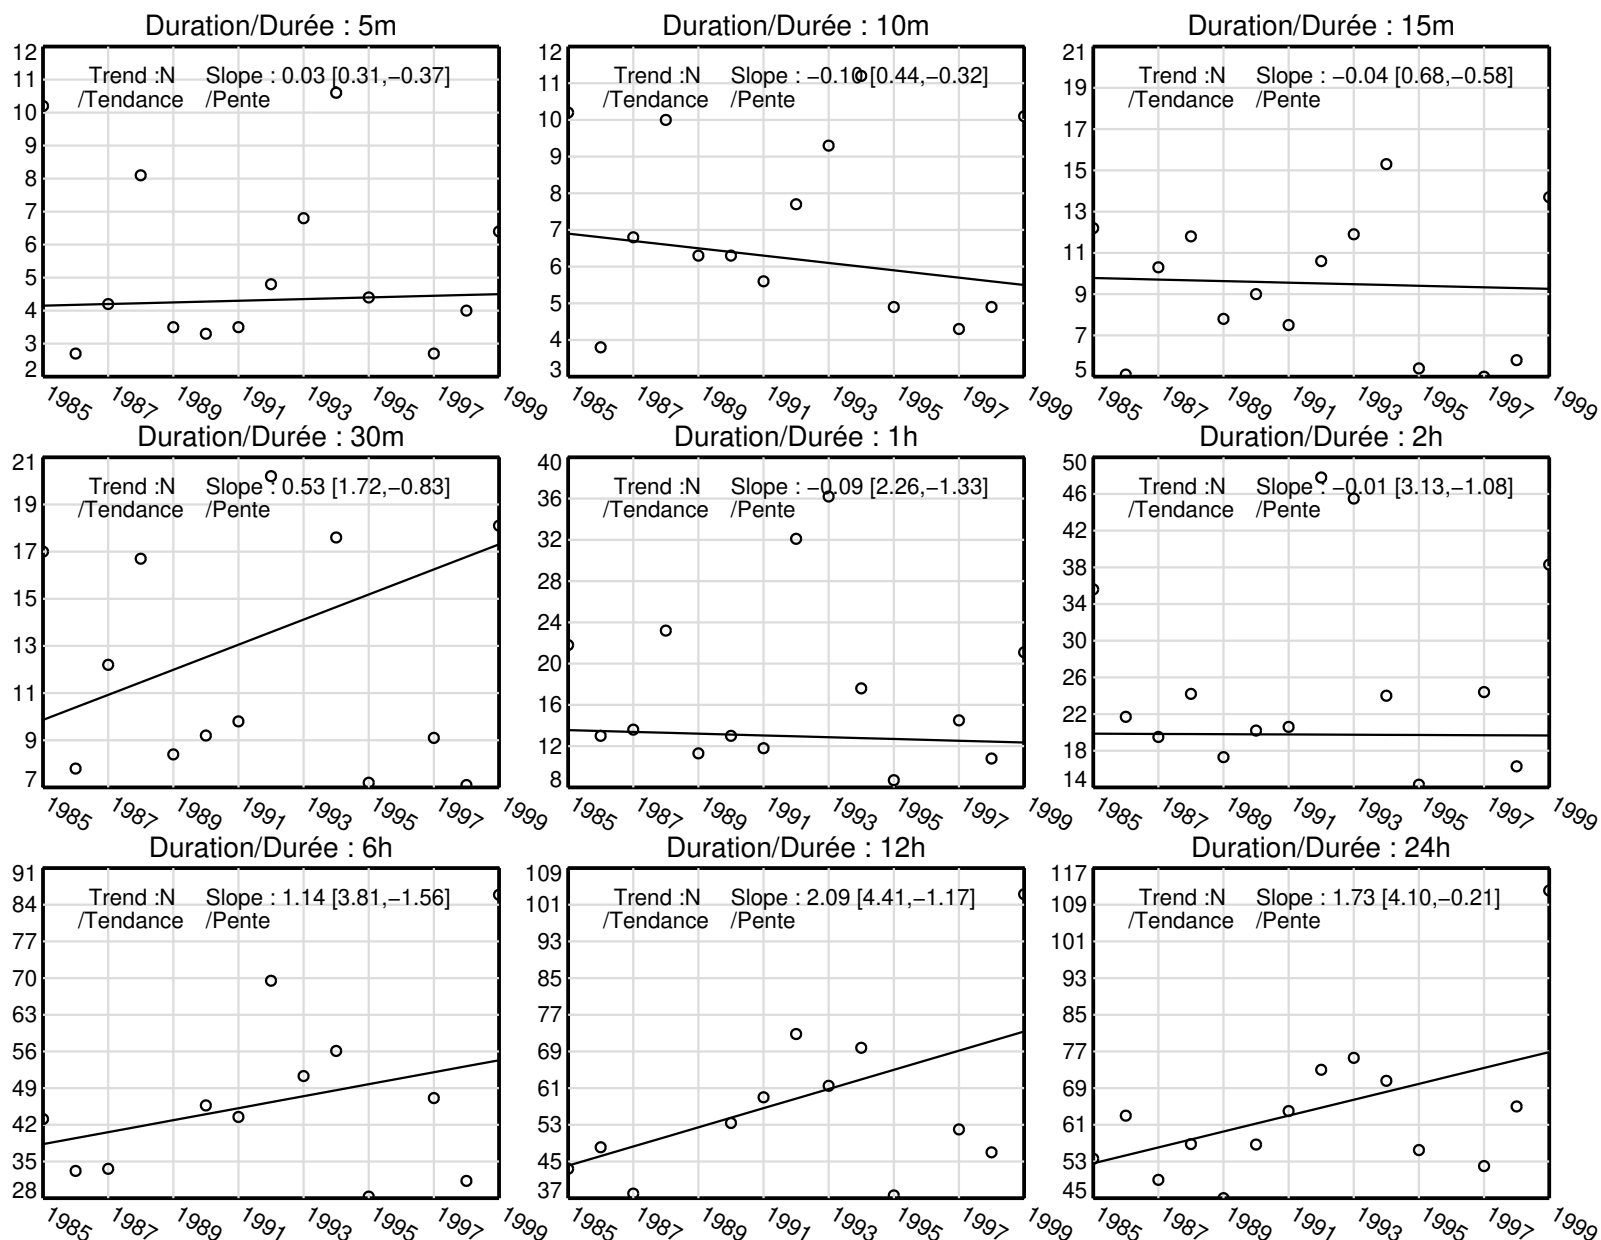 Duration/Durée : 5m
Trend :N Slope : 0.03 [0.31,−0.37]
/Tendance /Pente
12
11
10
9
8
7
6
5
4
3
2
1985 1987 1989 1991 1993 1995 1997 1999
Duration/Durée : 10m
Trend :N Slope : −0.10 [0.44,−0.32]
/Tendance /Pente
12
11
10
9
8
7
6
5
4
3
1985 1987 1989 1991 1993 1995 1997 1999
Duration/Durée : 15m
Trend :N Slope : −0.04 [0.68,−0.58]
/Tendance /Pente
21
19
17
15
13
11
9
7
5
1985 1987 1989 1991 1993 1995 1997 1999
Duration/Durée : 30m
Trend :N Slope : 0.53 [1.72,−0.83]
/Tendance /Pente
21
19
17
15
13
11
9
7
1985 1987 1989 1991 1993 1995 1997 1999
Duration/Durée : 1h
Trend :N Slope : −0.09 [2.26,−1.33]
/Tendance /Pente
40
36
32
28
24
20
16
12
8
1985 1987 1989 1991 1993 1995 1997 1999
Duration/Durée : 2h
Trend :N Slope : −0.01 [3.13,−1.08]
/Tendance /Pente
50
46
42
38
34
30
26
22
18
14
1985 1987 1989 1991 1993 1995 1997 1999
Duration/Durée : 6h
Trend :N Slope : 1.14 [3.81,−1.56]
/Tendance /Pente
91
84
77
70
63
56
49
42
35
28
1985 1987 1989 1991 1993 1995 1997 1999
Duration/Durée : 12h
Trend :N Slope : 2.09 [4.41,−1.17]
/Tendance /Pente
109
101
93
85
77
69
61
53
45
37
1985 1987 1989 1991 1993 1995 1997 1999
Duration/Durée : 24h
Trend :N Slope : 1.73 [4.10,−0.21]
/Tendance /Pente
117
109
101
93
85
77
69
61
53
45
1985 1987 1989 1991 1993 1995 1997 1999